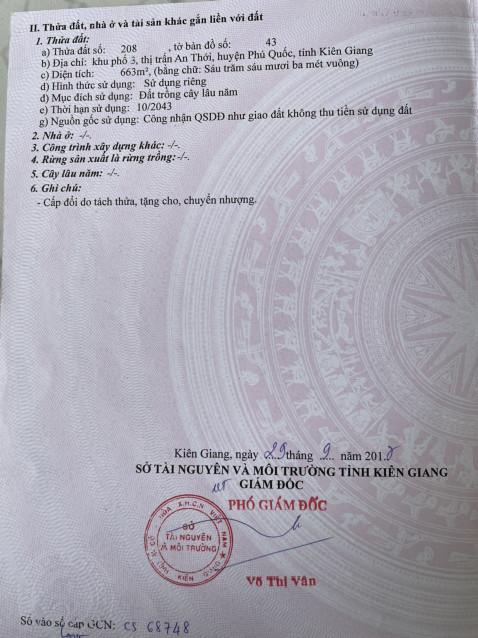 II. Thửa đất, nhà ở và tài sản khác gắn liền với đất
1. Thửa đất:
a) Thửa đất số: 208 , tờ bản đồ số: 43
b) Địa chỉ: khu phố 3, thị trấn An Thới, huyện Phú Quốc, tỉnh Kiên Giang
c) Diện tích: 663m², (bằng chữ: Sáu trăm sáu mươi ba mét vuông)
d) Hình thức sử dụng: Sử dụng riêng
đ) Mục đích sử dụng: Đất trồng cây lâu năm
e) Thời hạn sử dụng: 10/2043
g) Nguồn gốc sử dụng: Công nhận QSDĐ như giao đất không thu tiền sử dụng đất
2. Nhà ở: -/-.
3. Công trình xây dựng khác: -/-.
4. Rừng sản xuất là rừng trồng: -/-.
5. Cây lâu năm: -/-.
6. Ghi chú:
- Cấp đổi do tách thửa, tặng cho, chuyển nhượng.
Kiên Giang, ngày 29 tháng 9 năm 2018
SỞ TÀI NGUYÊN VÀ MÔI TRƯỜNG TỈNH KIÊN GIANG
GIÁM ĐỐC
PHÓ GIÁM ĐỐC
SỞ
TÀI NGUYÊN
& MÔI TRƯỜNG
Võ Thị Vân
Số vào sổ cấp GCN: CS 68748